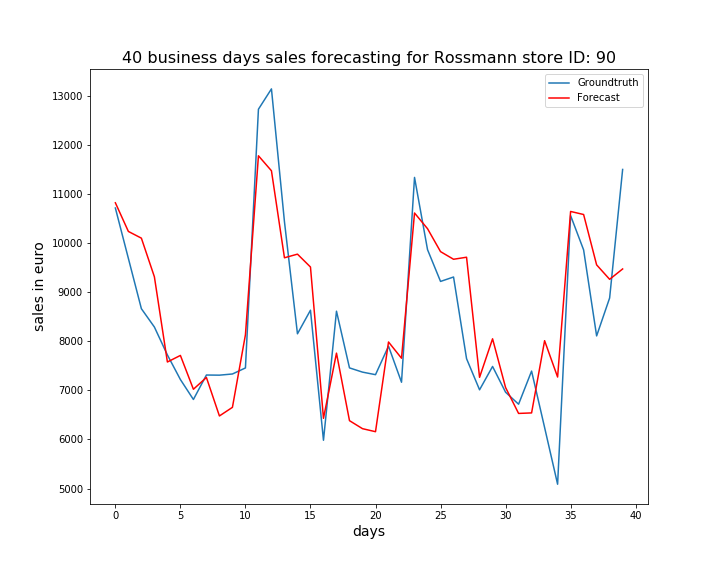 40 business days sales forecasting for Rossmann store ID: 90
Groundtruth
Forecast
13000
12000
11000
10000
9000
8000
7000
6000
5000
sales in euro
0 5 10 15 20 25 30 35 40
days